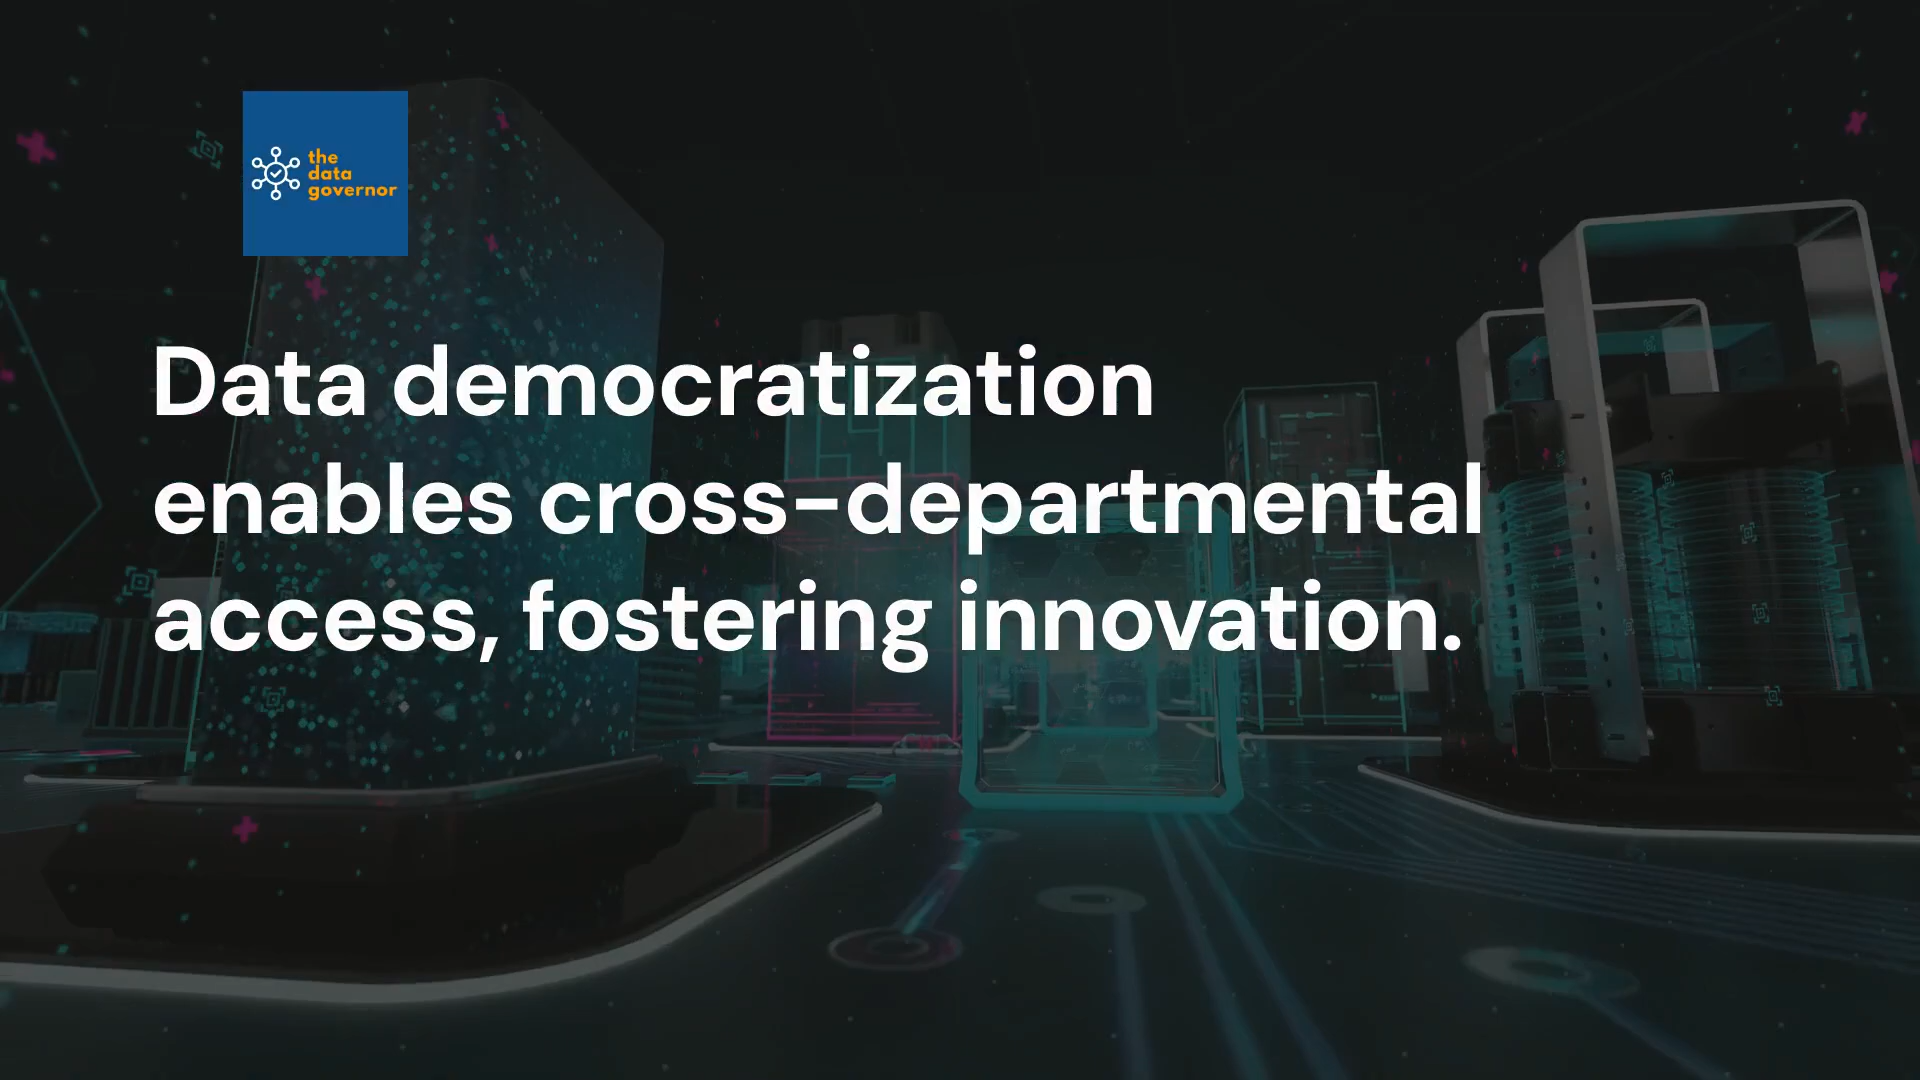 the
data
governor
Data democratization
enables cross-departmental
access, fostering innovation.